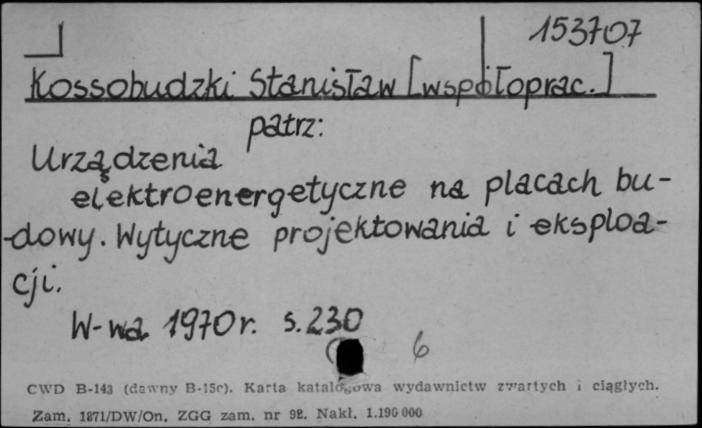 153707
Kossobudzki Stanisław [współoprac.]
patrz:
Urządzenia
elektroenergetyczne na placach bu-
dowy. Wytyczne projektowania i eksploa-
cji.
W-wa 1970 r. s. 230
6
CWD B-143 (dawny B-15c). Karta katalogowa wydawnictw zwartych i ciągłych.
Zam. 1871/DW/On. ZGG zam. nr 98. Nakł. 1.190 000